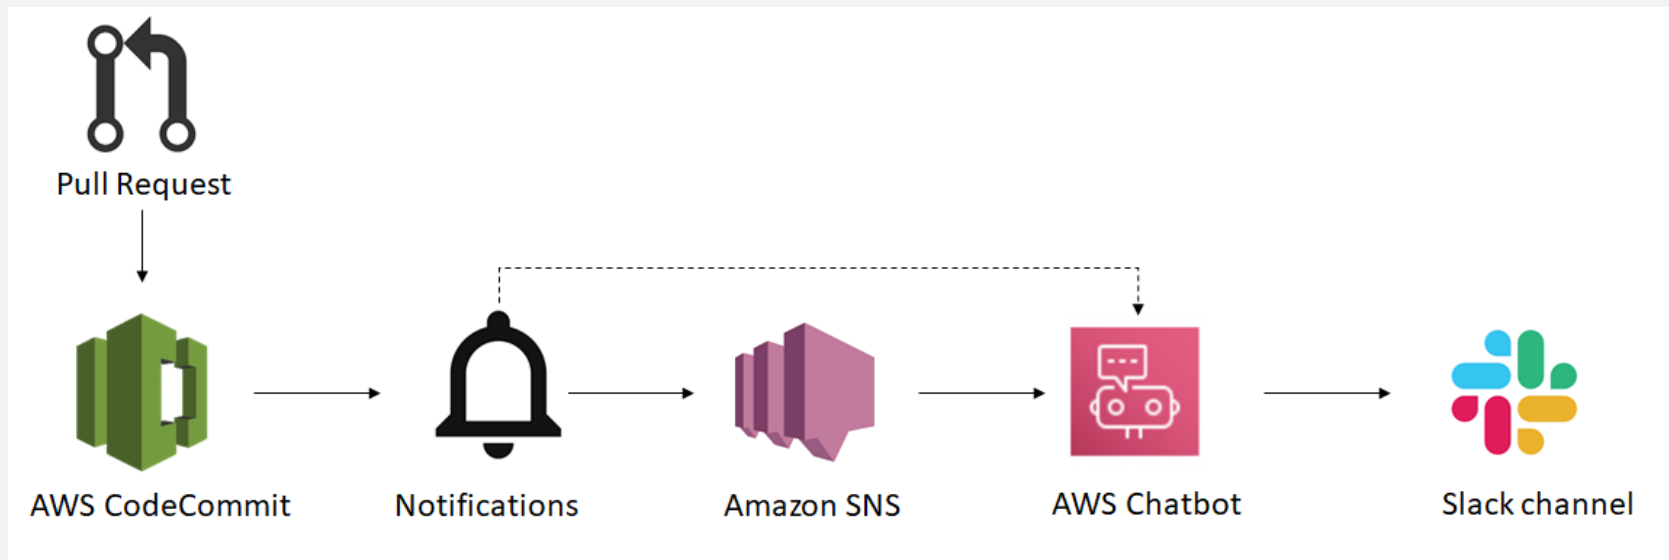 Pull Request
AWS CodeCommit
Notifications
Amazon SNS
AWS Chatbot
Slack channel